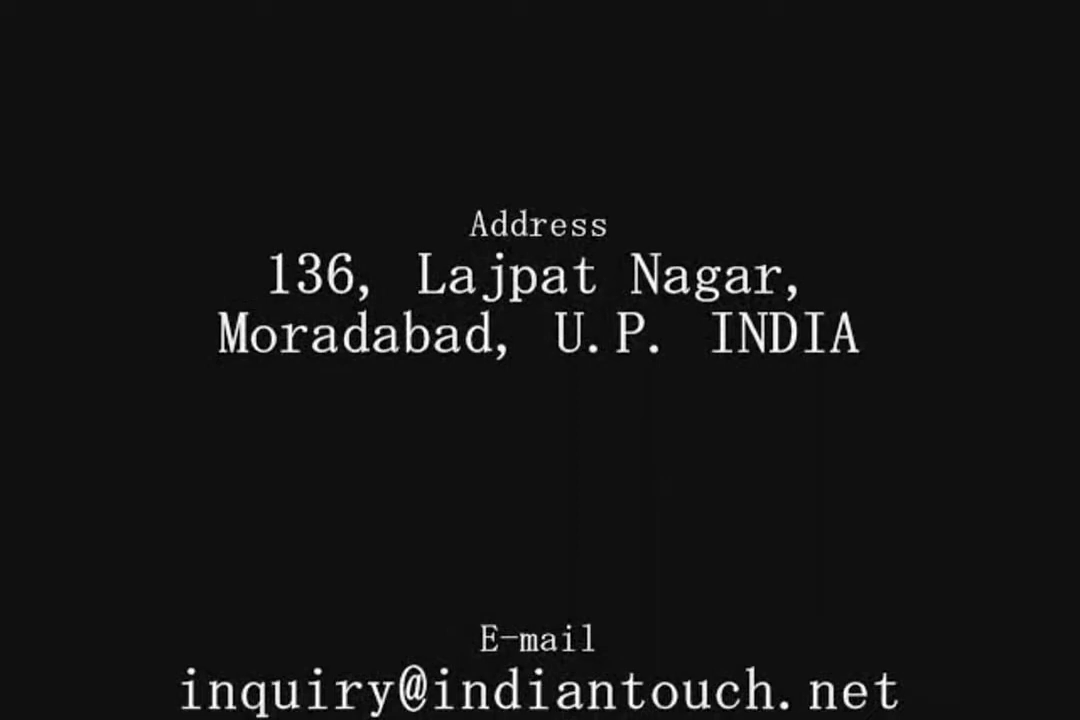 Address
136, Lajpat Nagar,
Moradabad, U.P. INDIA
E-mail
inquiry@indiantouch.net